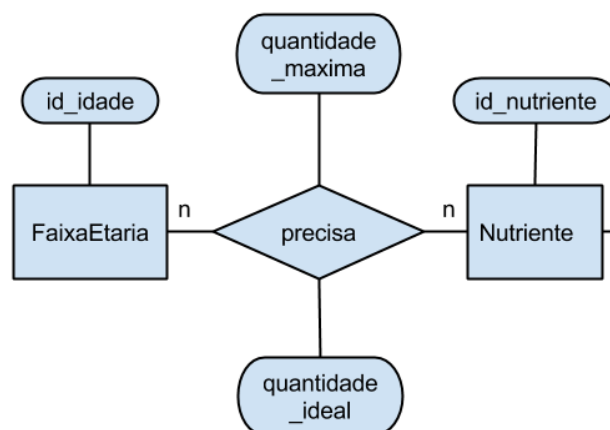 quantidade
_maxima
id_idade
id_nutriente
n
n
FaixaEtaria
precisa
Nutriente
quantidade
_ideal